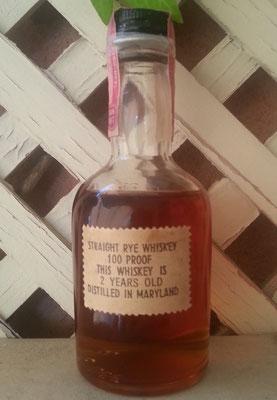 STRAIGHT RYE WHISKEY
100 PROOF
THIS WHISKEY IS
2 YEARS OLD
DISTILLED IN MARYLAND